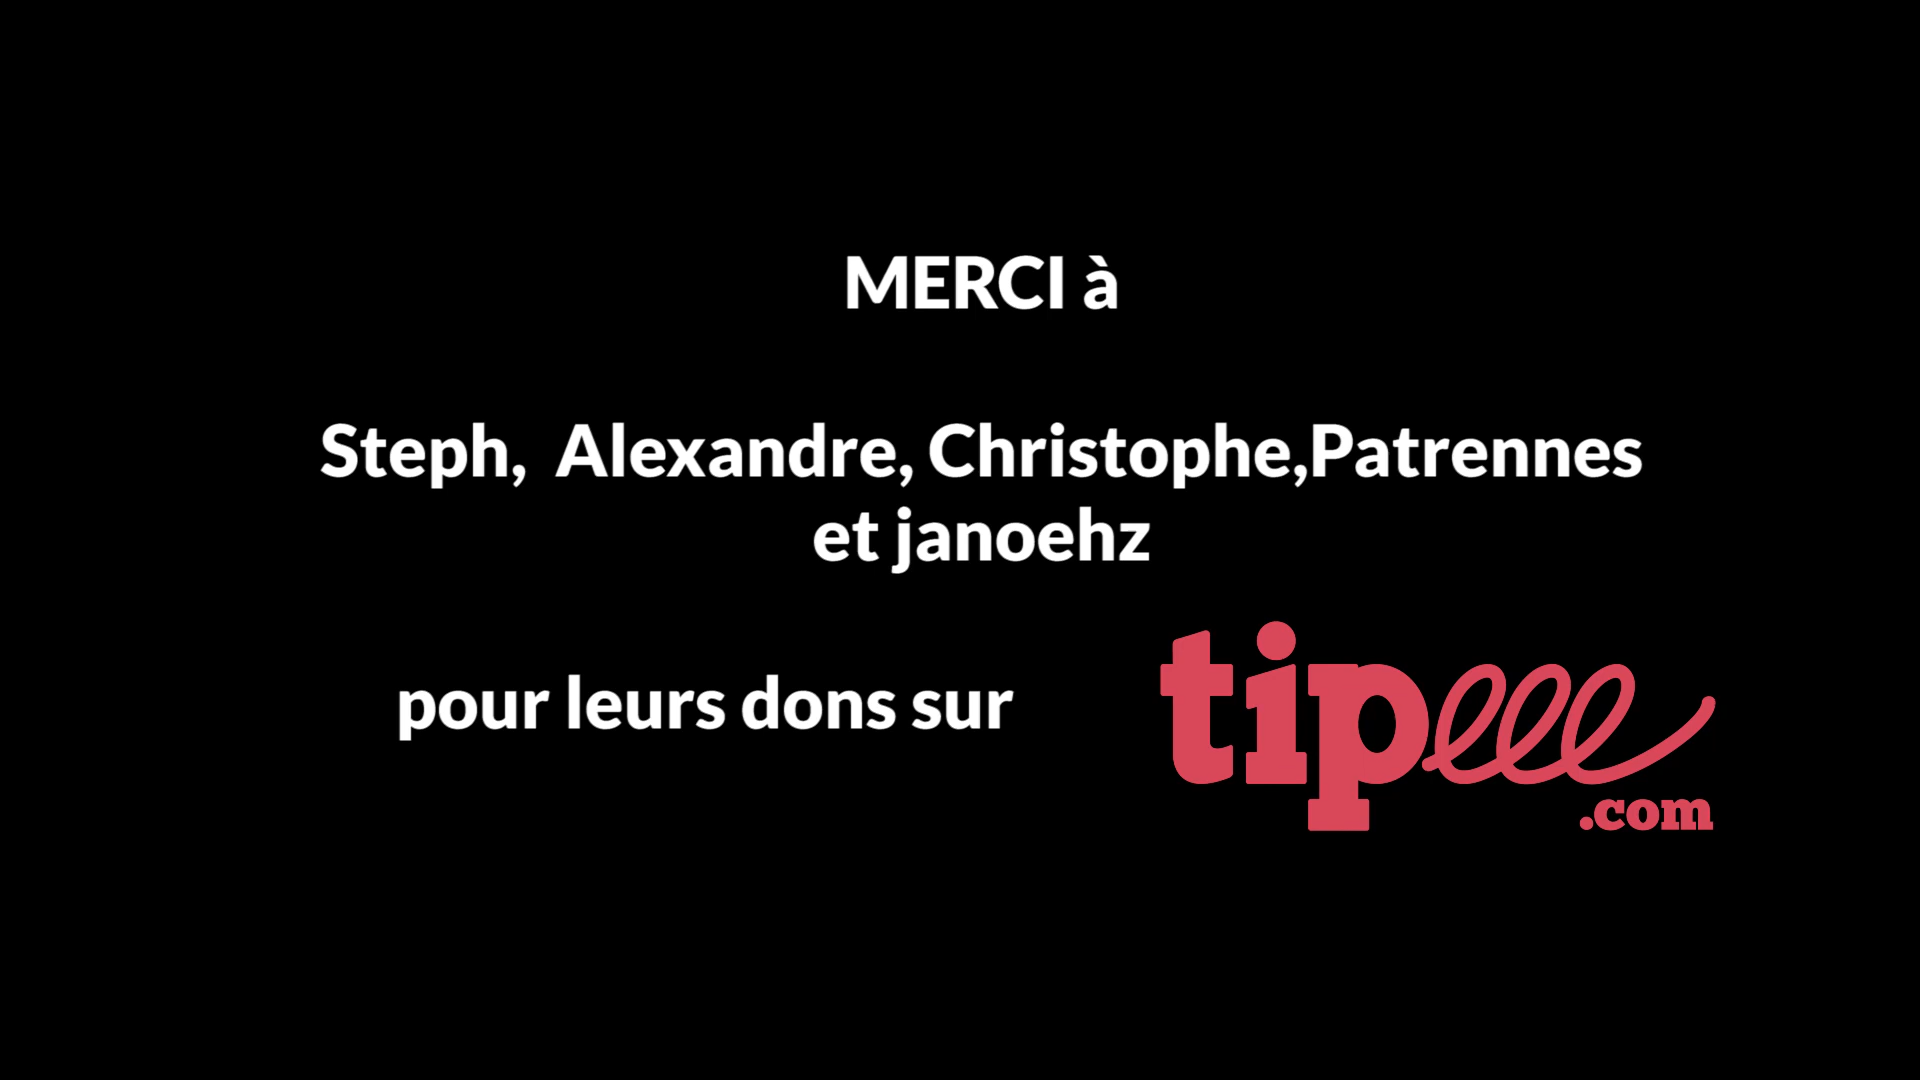 MERCI à
Steph, Alexandre, Christophe,Patrennes
et janoehz
pour leurs dons sur
tipeee
.com